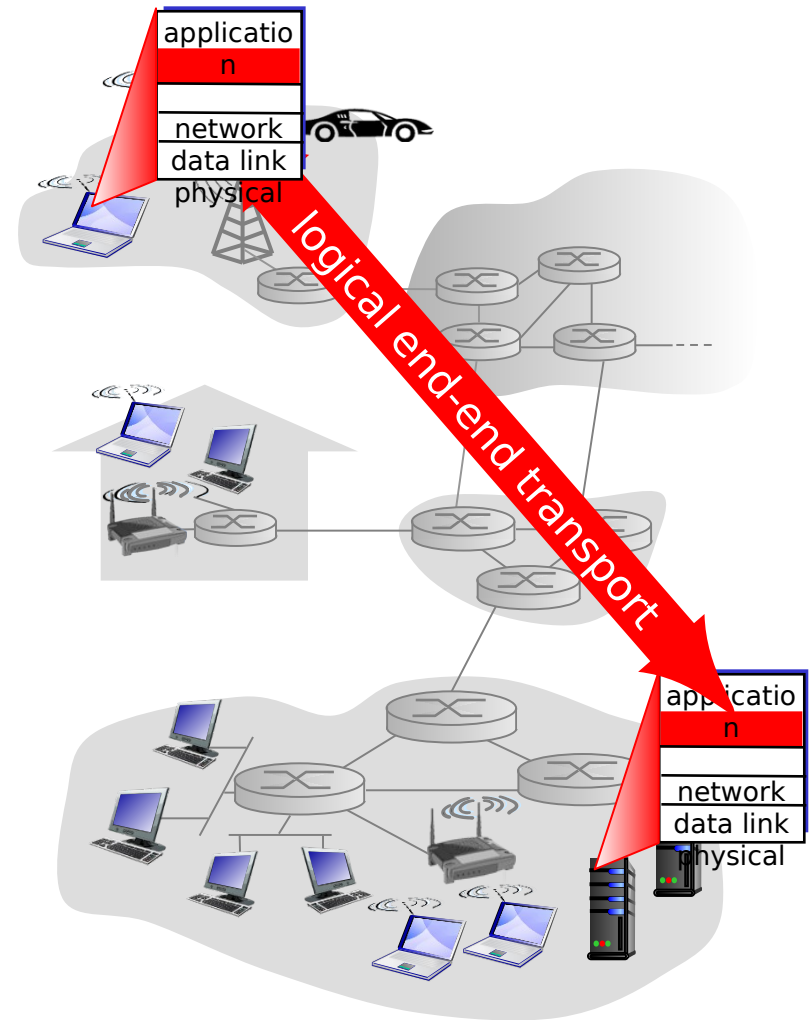 applicatio
n
network
data link
physical
logical end-end transport
applicatio
n
network
data link
physical